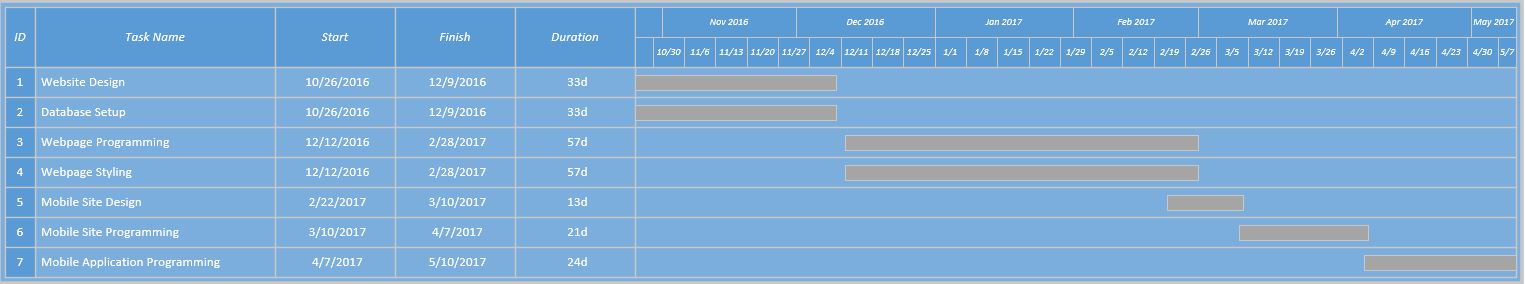 ID Task Name Start Finish Duration Nov 2016 Dec 2016 Jan 2017 Feb 2017 Mar 2017 Apr 2017 May 2017
10/30 11/6 11/13 11/20 11/27 12/4 12/11 12/18 12/25 1/1 1/8 1/15 1/22 1/29 2/5 2/12 2/19 2/26 3/5 3/12 3/19 3/26 4/2 4/9 4/16 4/23 4/30 5/7
1 Website Design 10/26/2016 12/9/2016 33d
2 Database Setup 10/26/2016 12/9/2016 33d
3 Webpage Programming 12/12/2016 2/28/2017 57d
4 Webpage Styling 12/12/2016 2/28/2017 57d
5 Mobile Site Design 2/22/2017 3/10/2017 13d
6 Mobile Site Programming 3/10/2017 4/7/2017 21d
7 Mobile Application Programming 4/7/2017 5/10/2017 24d